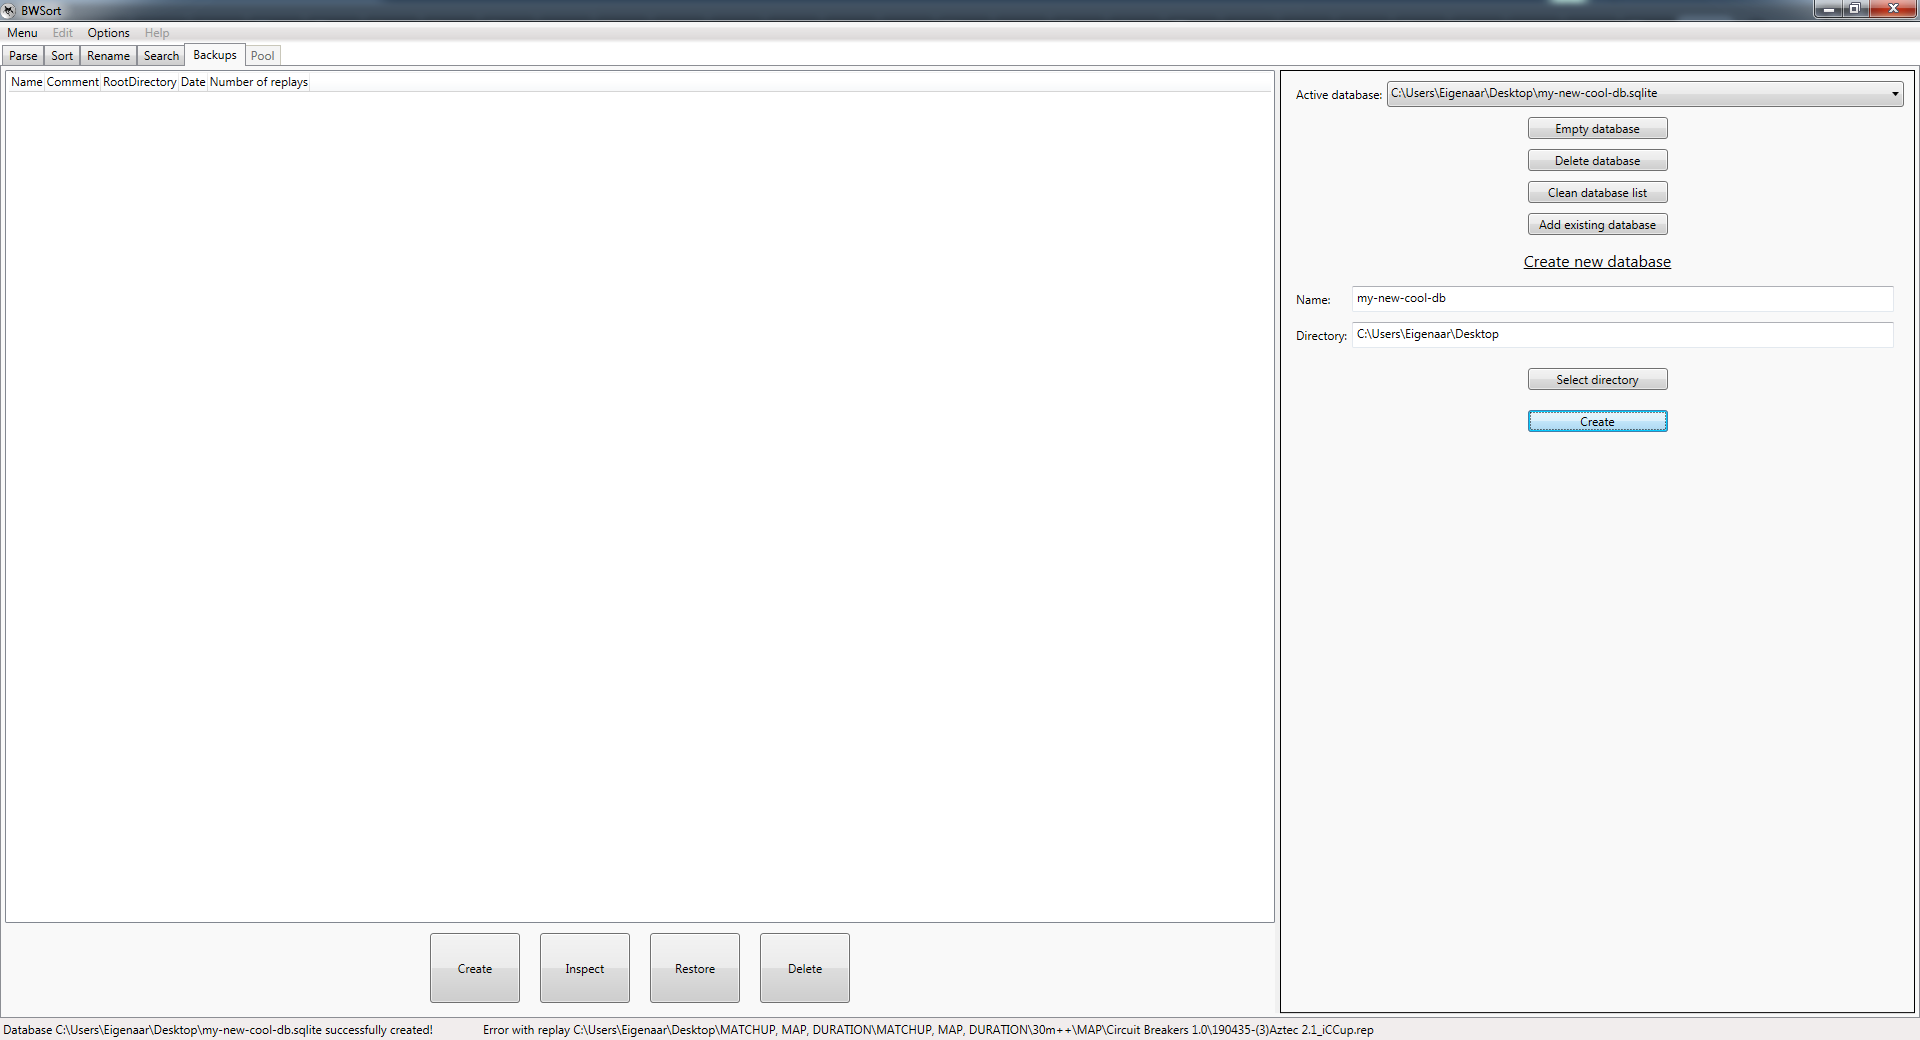 BWSort
Menu Edit Options Help
Parse Sort Rename Search Backups Pool
Name Comment RootDirectory Date Number of replays
Active database: C:\Users\Eigenaar\Desktop\my-new-cool-db.sqlite
Empty database
Delete database
Clean database list
Add existing database
Create new database
Name: my-new-cool-db
Directory: C:\Users\Eigenaar\Desktop
Select directory
Create
Create Inspect Restore Delete
Database C:\Users\Eigenaar\Desktop\my-new-cool-db.sqlite successfully created! Error with replay C:\Users\Eigenaar\Desktop\MATCHUP, MAP, DURATION\MATCHUP, MAP, DURATION\30m++\MAP\Circuit Breakers 1.0\190435-(3)Aztec 2.1_iCCup.rep